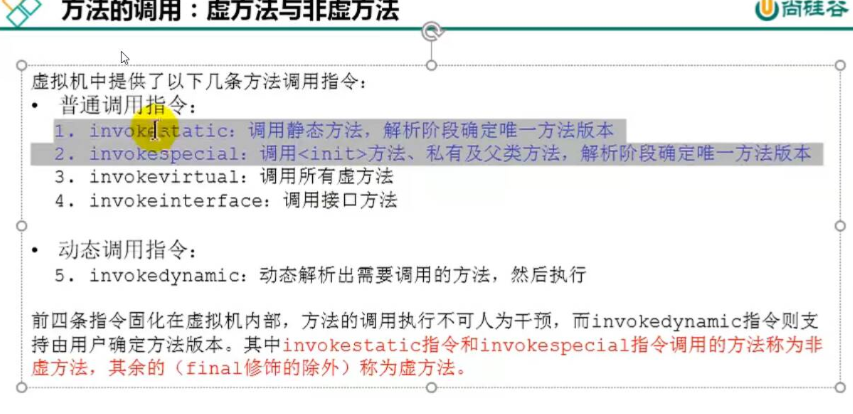 方法的调用：虚方法与非虚方法
尚硅谷
虚拟机中提供了以下几条方法调用指令：
• 普通调用指令：
1. invokestatic：调用静态方法，解析阶段确定唯一方法版本
2. invokespecial：调用<init>方法、私有及父类方法，解析阶段确定唯一方法版本
3. invokevirtual：调用所有虚方法
4. invokeinterface：调用接口方法
• 动态调用指令：
5. invokedynamic：动态解析出需要调用的方法，然后执行
前四条指令固化在虚拟机内部，方法的调用执行不可人为干预，而invokedynamic指令则支
持由用户确定方法版本。其中invokestatic指令和invokespecial指令调用的方法称为非
虚方法，其余的（final修饰的除外）称为虚方法。